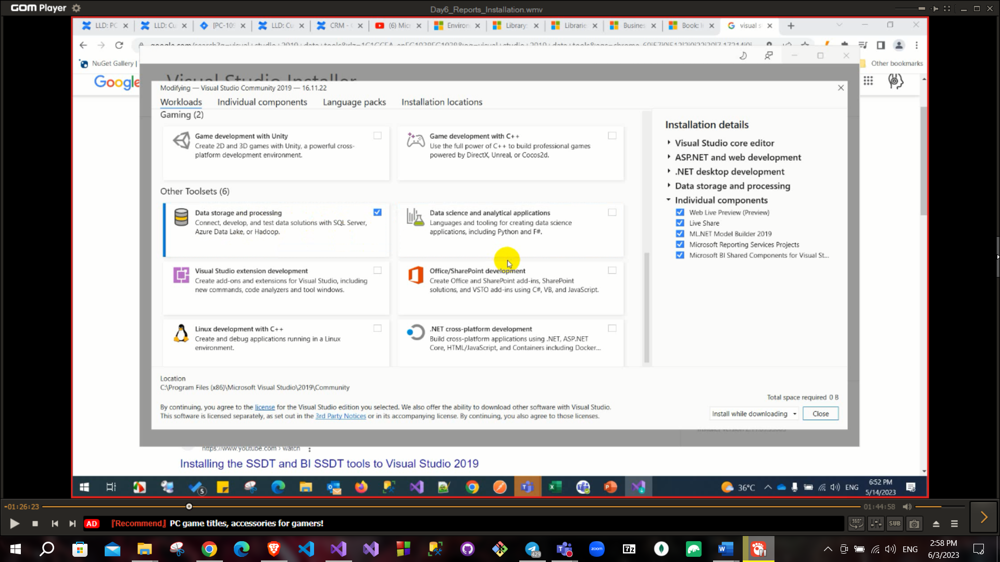 GOM Player
Day6_Reports_Installation.wmv
LLD: PC
LLD: Cu
[PC-109
LLD: Cu
CRM -
(6) Mic
Environ
Library:
Librarie
Busines
Book:
visual s
NuGet Gallery |
Other bookmarks
Google
Visual Studio Installer
Modifying — Visual Studio Community 2019 — 16.11.22
Workloads
Individual components
Language packs
Installation locations
Gaming (2)
Game development with Unity
Create 2D and 3D games with Unity, a powerful cross-
platform development environment.
Game development with C++
Use the full power of C++ to build professional games
powered by DirectX, Unreal, or Cocos2d.
Other Toolsets (6)
Data storage and processing
Connect, develop, and test data solutions with SQL Server,
Azure Data Lake, or Hadoop.
Data science and analytical applications
Languages and tooling for creating data science
applications, including Python and F#.
Visual Studio extension development
Create add-ons and extensions for Visual Studio, including
new commands, code analyzers and tool windows.
Office/SharePoint development
Create Office and SharePoint add-ins, SharePoint
solutions, and VSTO add-ins using C#, VB, and JavaScript.
Linux development with C++
Create and debug applications running in a Linux
environment.
.NET cross-platform development
Build cross-platform applications using .NET, ASP.NET
Core, HTML/JavaScript, and Containers including Docker...
Installation details
Visual Studio core editor
ASP.NET and web development
.NET desktop development
Data storage and processing
Individual components
Web Live Preview (Preview)
Live Share
ML.NET Model Builder 2019
Microsoft Reporting Services Projects
Microsoft BI Shared Components for Visual St...
Location
C:\Program Files (x86)\Microsoft Visual Studio\2019\Community
By continuing, you agree to the license for the Visual Studio edition you selected. We also offer the ability to download other software with Visual Studio.
This software is licensed separately, as set out in the 3rd Party Notices or in its accompanying license. By continuing, you also agree to those licenses.
Total space required 0 B
Install while downloading
Close
https://www.youtube.com › watch
Installing the SSDT and BI SSDT tools to Visual Studio 2019
5
36°C
ENG
6:52 PM
5/14/2023
-01:26:23
01:44:58
AD
『Recommend』 PC game titles, accessories for gamers!
360°
SUB
429
zoom
7z
ENG
2:58 PM
6/3/2023